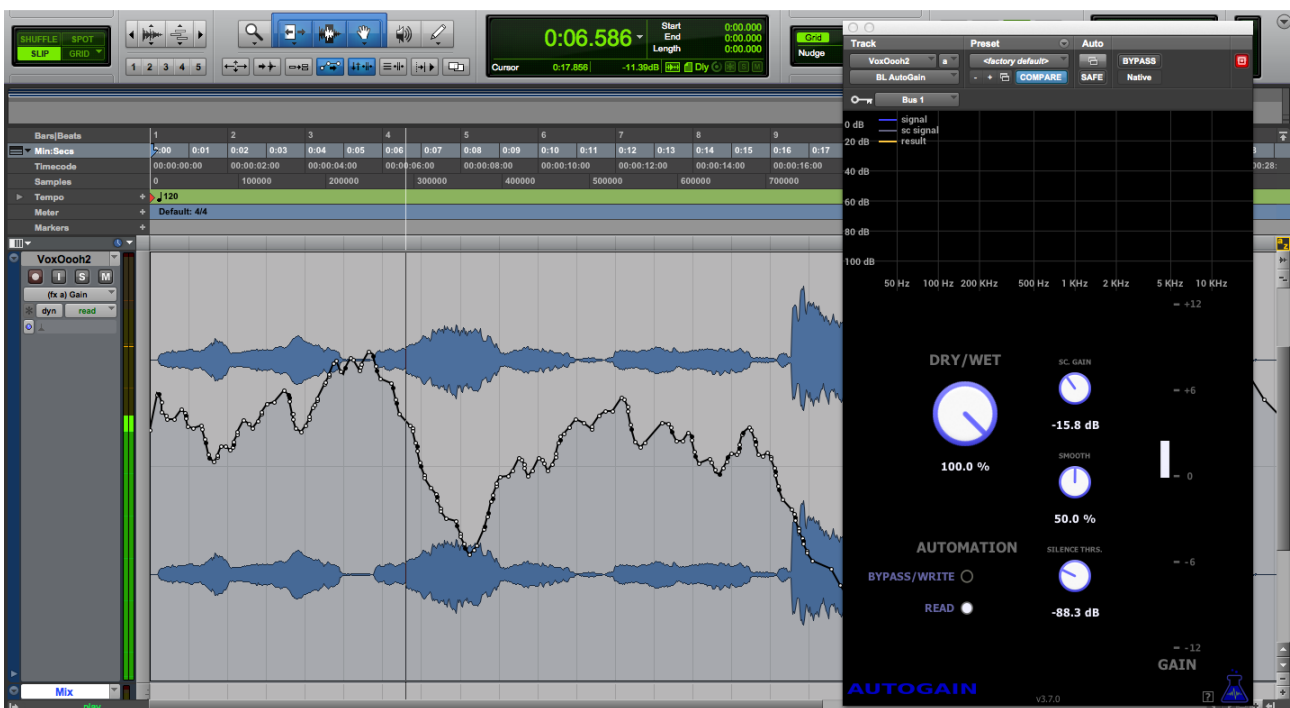 SHUFFLE SPOT
SLIP GRID
1 2 3 4 5
0:06.586
Start 0:00.000
End 0:00.000
Length 0:00.000
Cursor 0:17.856 -11.39dB Dly S M
Grid
Nudge
Track Preset Auto
VoxOooh2 a <factory default> BYPASS
BL AutoGain - + COMPARE SAFE Native
Bus 1
Bars|Beats 1 2 3 4 5 6 7 8 9
Min:Secs 0:00 0:01 0:02 0:03 0:04 0:05 0:06 0:07 0:08 0:09 0:10 0:11 0:12 0:13 0:14 0:15 0:16 0:17
Timecode 00:00:00:00 00:00:02:00 00:00:04:00 00:00:06:00 00:00:08:00 00:00:10:00 00:00:12:00 00:00:14:00 00:00:16:00 00:28:
Samples 0 100000 200000 300000 400000 500000 600000 700000
Tempo + 120
Meter + Default: 4/4
Markers +
VoxOooh2
I S M
(fx a) Gain
dyn read
Mix
play
a z
signal
sc signal
result
0 dB
20 dB
40 dB
60 dB
80 dB
100 dB
50 Hz 100 Hz 200 KHz 500 Hz 1 KHz 2 KHz 5 KHz 10 KHz
+12
DRY/WET
100.0 %
SC. GAIN
-15.8 dB
+6
SMOOTH
50.0 %
0
AUTOMATION
BYPASS/WRITE
READ
SILENCE THRS.
-88.3 dB
-6
-12
GAIN
AUTOGAIN
v3.7.0
?